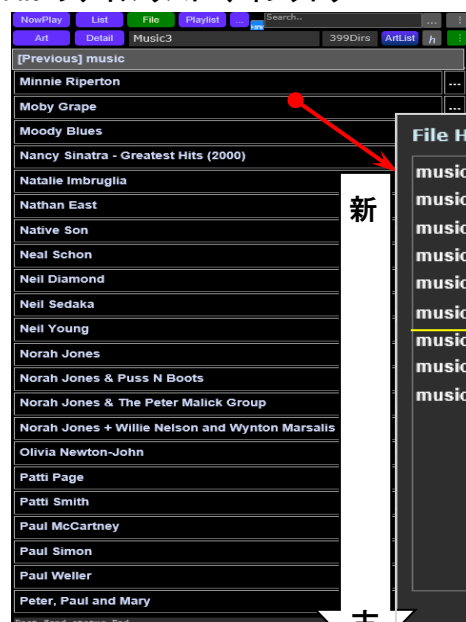 NowPlay List File Playlist ... Search.. ...
Art Detail Music3 399Dirs ArtList h
[Previous] music
Minnie Riperton ...
Moby Grape ...
Moody Blues
File H
Nancy Sinatra - Greatest Hits (2000)
music
Natalie Imbruglia
music
Nathan East
新
music
Native Son
music
Neal Schon
music
Neil Diamond
music
Neil Sedaka
music
Neil Young
music
Norah Jones
music
Norah Jones & Puss N Boots
Norah Jones & The Peter Malick Group
Norah Jones + Willie Nelson and Wynton Marsalis
Olivia Newton-John
Patti Page
Patti Smith
Paul McCartney
Paul Simon
Paul Weller
Peter, Paul and Mary